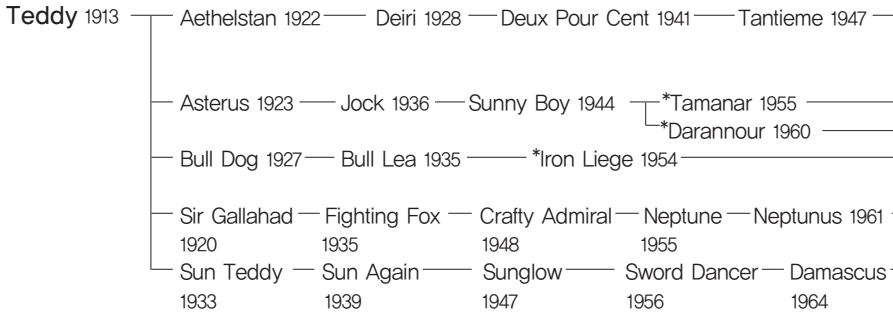 Teddy 1913 Aethelstan 1922 Deiri 1928 Deux Pour Cent 1941 Tantieme 1947
Asterus 1923 Jock 1936 Sunny Boy 1944 *Tamanar 1955
*Darannour 1960
Bull Dog 1927 Bull Lea 1935 *Iron Liege 1954
Sir Gallahad Fighting Fox Crafty Admiral Neptune Neptunus 1961
1920 1935 1948 1955
Sun Teddy Sun Again Sunglow Sword Dancer Damascus
1933 1939 1947 1956 1964